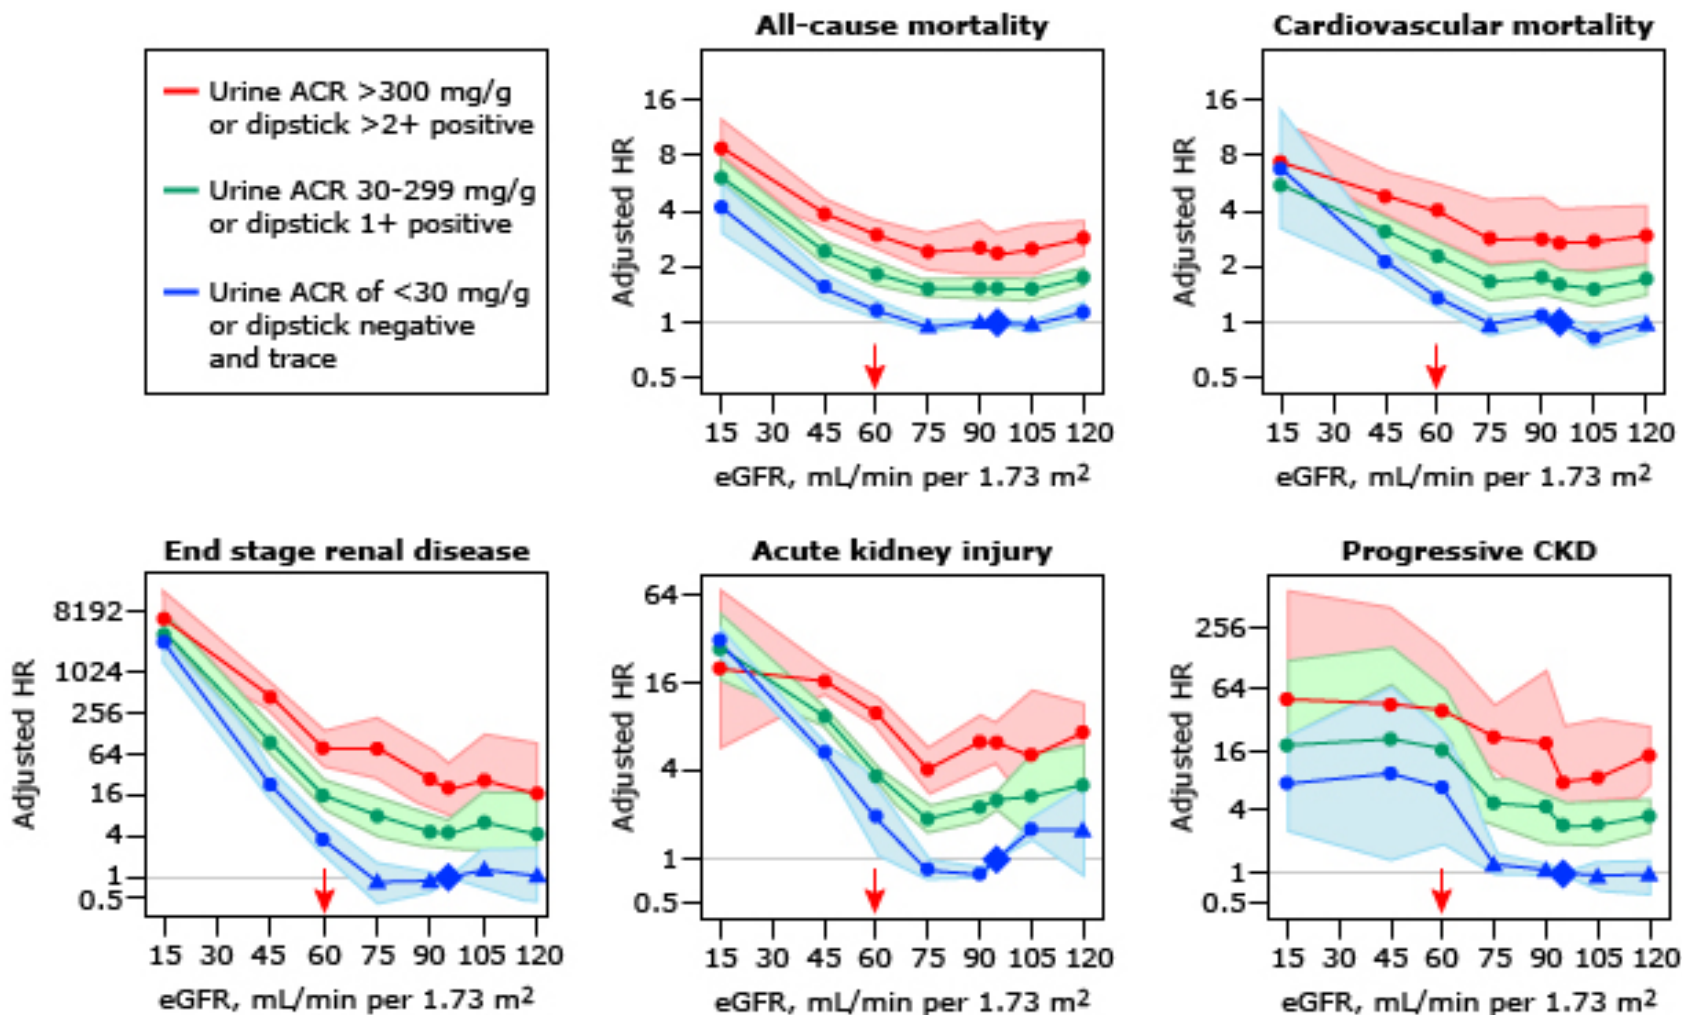 Urine ACR >300 mg/g
or dipstick >2+ positive
Urine ACR 30-299 mg/g
or dipstick 1+ positive
Urine ACR of <30 mg/g
or dipstick negative
and trace
All-cause mortality
Adjusted HR
16
8
4
2
1
0.5
15 30 45 60 75 90 105 120
eGFR, mL/min per 1.73 m²
Cardiovascular mortality
Adjusted HR
16
8
4
2
1
0.5
15 30 45 60 75 90 105 120
eGFR, mL/min per 1.73 m²
End stage renal disease
Adjusted HR
8192
1024
256
64
16
4
1
0.5
15 30 45 60 75 90 105 120
eGFR, mL/min per 1.73 m²
Acute kidney injury
Adjusted HR
64
16
4
1
0.5
15 30 45 60 75 90 105 120
eGFR, mL/min per 1.73 m²
Progressive CKD
Adjusted HR
256
64
16
4
1
0.5
15 30 45 60 75 90 105 120
eGFR, mL/min per 1.73 m²